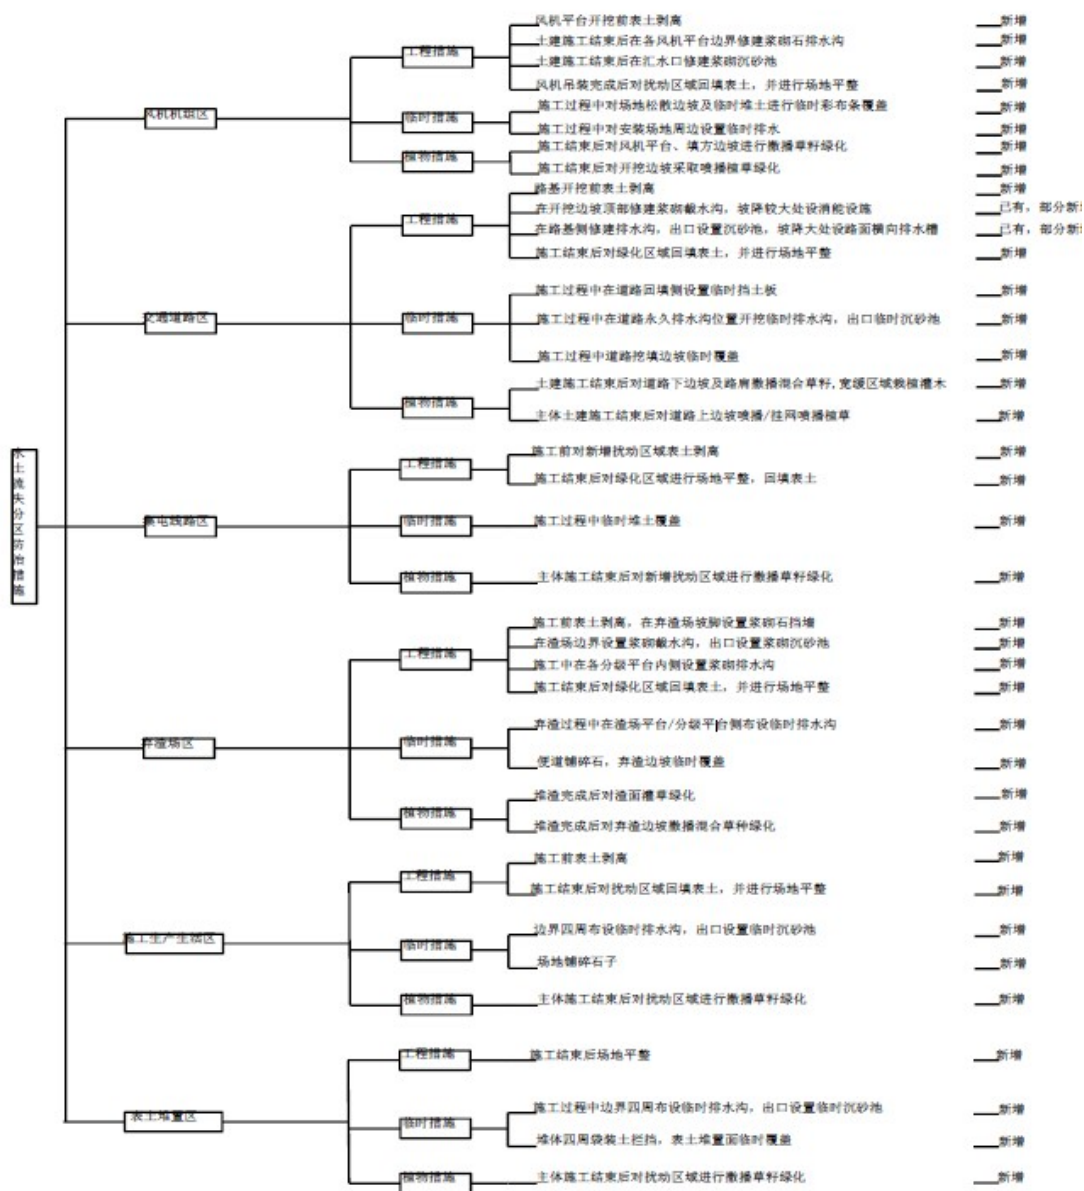 水土流失分区防治措施
风机机组区
工程措施
风机平台开挖前表土剥离 新增
土建施工结束后在各风机平台边界修建浆砌石排水沟 新增
土建施工结束后在汇水口修建浆砌沉砂池 新增
风机吊装完成后对扰动区域回填表土，并进行场地平整 新增
临时措施
施工过程中对场地松散边坡及临时堆土进行临时彩布条覆盖 新增
施工过程中对安装场地周边设置临时排水 新增
植物措施
施工结束后对风机平台、填方边坡进行撒播草籽绿化 新增
施工结束后对开挖边坡采取喷播植草绿化 新增
交通道路区
工程措施
路基开挖前表土剥离 新增
在开挖边坡顶部修建浆砌截水沟，坡降较大处设消能设施 已有，部分新增
在路基侧修建排水沟，出口设置沉砂池，坡降大处设路面横向排水槽 已有，部分新增
施工结束后对绿化区域回填表土，并进行场地平整 新增
临时措施
施工过程中在道路回填侧设置临时挡土板 新增
施工过程中在道路永久排水沟位置开挖临时排水沟，出口临时沉砂池 新增
施工过程中道路挖填边坡临时覆盖 新增
植物措施
土建施工结束后对道路下边坡及路肩撒播混合草籽,宽缓区域栽植灌木 新增
主体土建施工结束后对道路上边坡喷播/挂网喷播植草 新增
集电线路区
工程措施
施工前对新增扰动区域表土剥离 新增
施工结束后对绿化区域进行场地平整，回填表土 新增
临时措施
施工过程中临时堆土覆盖 新增
植物措施
主体施工结束后对新增扰动区域进行撒播草籽绿化 新增
弃渣场区
工程措施
施工前表土剥离，在弃渣场坡脚设置浆砌石挡墙 新增
在渣场边界设置浆砌截水沟，出口设置浆砌沉砂池 新增
施工中在各分级平台内侧设置浆砌排水沟 新增
施工结束后对绿化区域回填表土，并进行场地平整 新增
临时措施
弃渣过程中在渣场平台/分级平台侧布设临时排水沟 新增
便道铺碎石，弃渣边坡临时覆盖 新增
植物措施
堆渣完成后对渣面灌草绿化 新增
堆渣完成后对弃渣边坡撒播混合草种绿化 新增
施工生产生活区
工程措施
施工前表土剥离 新增
施工结束后对扰动区域回填表土，并进行场地平整 新增
临时措施
边界四周布设临时排水沟，出口设置临时沉砂池 新增
场地铺碎石子 新增
植物措施
主体施工结束后对扰动区域进行撒播草籽绿化 新增
表土堆置区
工程措施
施工结束后场地平整 新增
临时措施
施工过程中边界四周布设临时排水沟，出口设置临时沉砂池 新增
堆体四周袋装土拦挡，表土堆置面临时覆盖 新增
植物措施
主体施工结束后对扰动区域进行撒播草籽绿化 新增